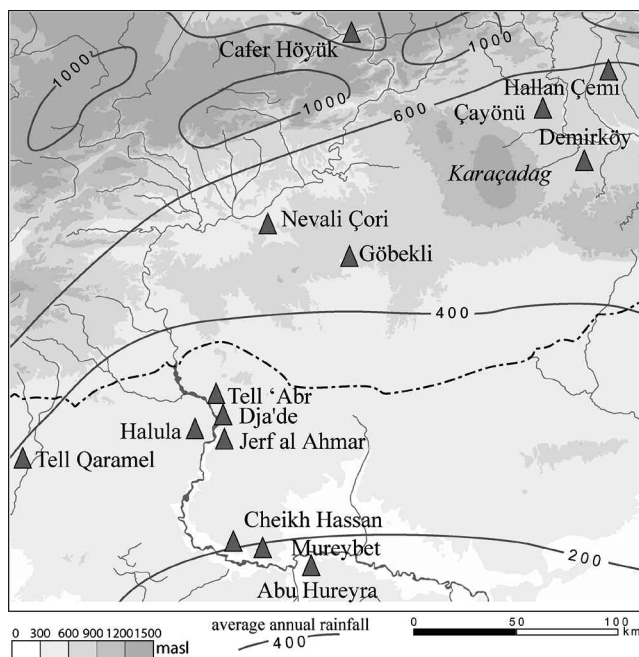 Cafer Höyük
1000
1000
1000
Hallan Çemı
600
Çayönü
Demirköy
Karaçadag
Nevali Çori
Göbekli
400
Tell ‘Abr
Dja'de
Halula
Jerf al Ahmar
Tell Qaramel
Cheikh Hassan
Mureybet
200
Abu Hureyra
0 300 600 900 1200 1500
masl
average annual rainfall
400
0 50 100
km